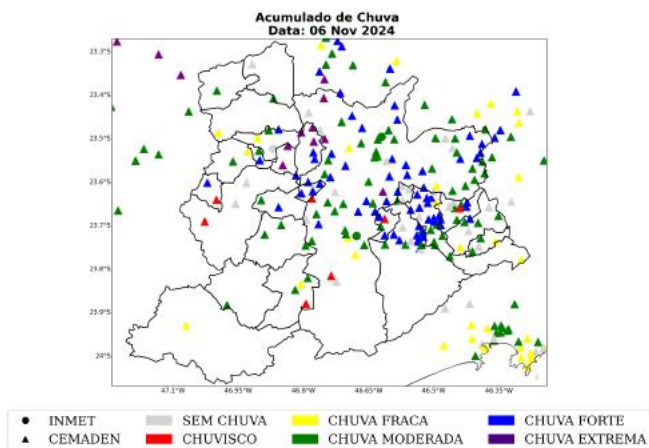 Acumulado de Chuva
Data: 06 Nov 2024
23.3°S
23.4°S
23.5°S
23.6°S
23.7°S
23.8°S
23.9°S
24°S
47.1°W 46.95°W 46.8°W 46.65°W 46.5°W 46.35°W
INMET SEM CHUVA CHUVA FRACA CHUVA FORTE
CEMADEN CHUVISCO CHUVA MODERADA CHUVA EXTREMA